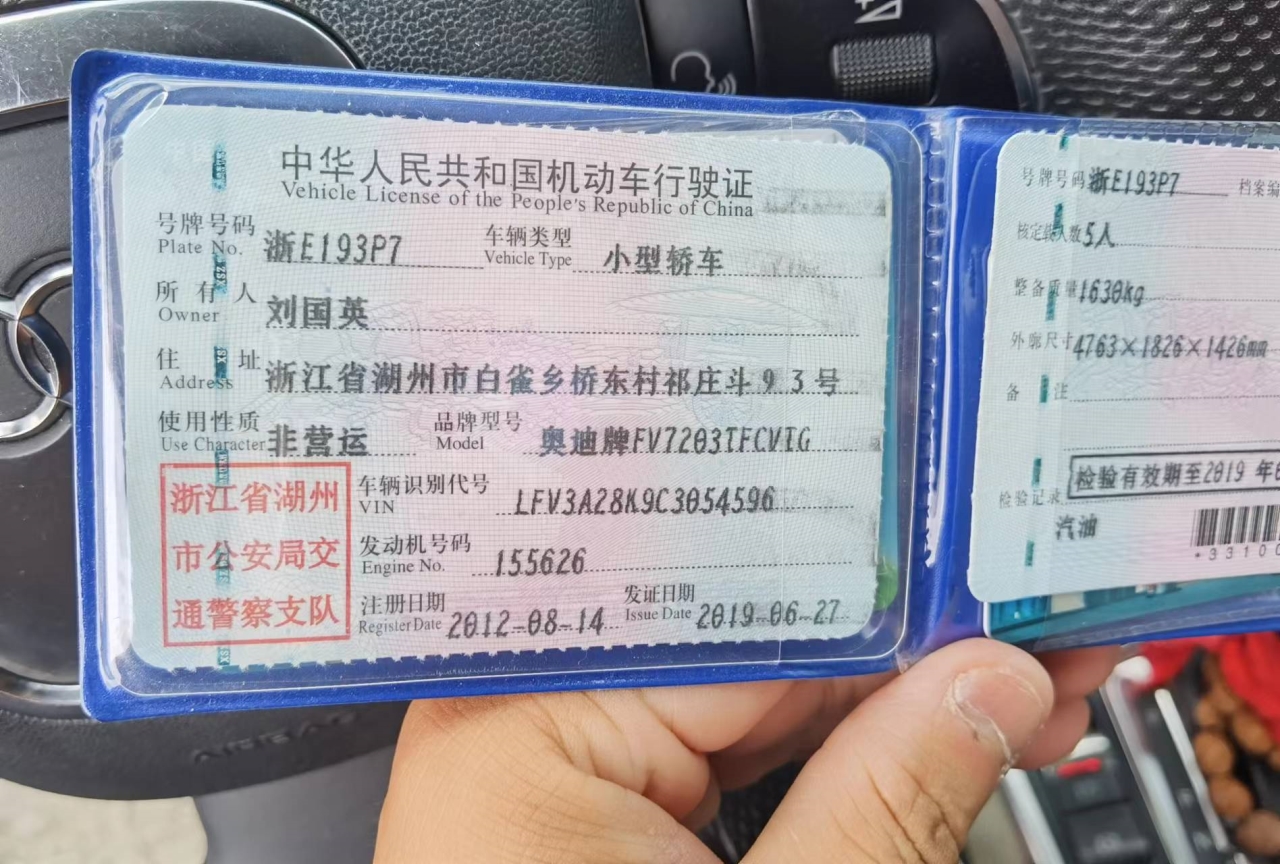 中华人民共和国机动车行驶证
Vehicle License of the People's Republic of China
号牌号码 浙E193P7 车辆类型 小型轿车
Plate No. Vehicle Type
所有人 刘国英
Owner
住址 浙江省湖州市白雀乡桥东村祁庄斗93号
Address
使用性质 非营运 品牌型号 奥迪牌FV7203TFCVTG
Use Character Model
浙江省湖州
市公安局交
通警察支队
车辆识别代号 LFV3A28K9C3054596
VIN
发动机号码 155626
Engine No.
注册日期 2012-08-14 发证日期 2019-06-27
Register Date Issue Date
号牌号码 浙E193P7 档案编
核定载人数 5人
整备质量 1630kg
外廓尺寸 4763×1826×1426mm
备注
检验有效期至2019 年
检验记录
汽油
*3310